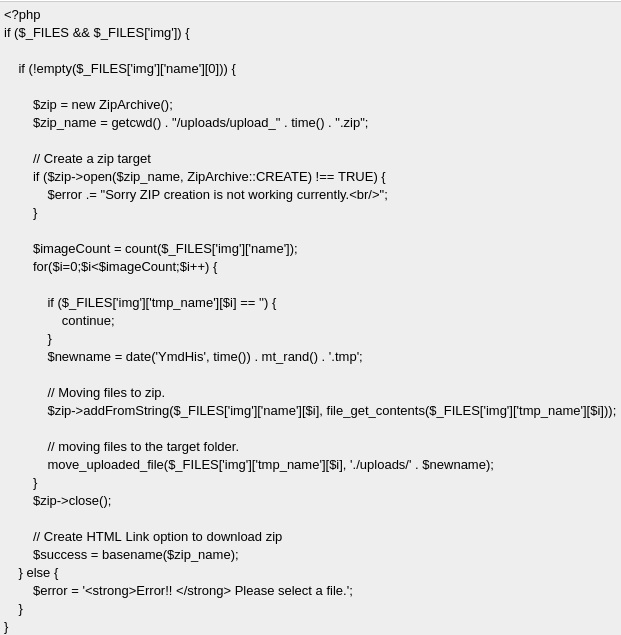 <?php
if ($_FILES && $_FILES['img']) {
if (!empty($_FILES['img']['name'][0])) {
$zip = new ZipArchive();
$zip_name = getcwd() . "/uploads/upload_" . time() . ".zip";
// Create a zip target
if ($zip->open($zip_name, ZipArchive::CREATE) !== TRUE) {
$error .= "Sorry ZIP creation is not working currently.<br/>";
}
$imageCount = count($_FILES['img']['name']);
for($i=0;$i<$imageCount;$i++) {
if ($_FILES['img']['tmp_name'][$i] == '') {
continue;
}
$newname = date('YmdHis', time()) . mt_rand() . '.tmp';
// Moving files to zip.
$zip->addFromString($_FILES['img']['name'][$i], file_get_contents($_FILES['img']['tmp_name'][$i]));
// moving files to the target folder.
move_uploaded_file($_FILES['img']['tmp_name'][$i], './uploads/' . $newname);
}
$zip->close();
// Create HTML Link option to download zip
$success = basename($zip_name);
} else {
$error = '<strong>Error!! </strong> Please select a file.';
}
}